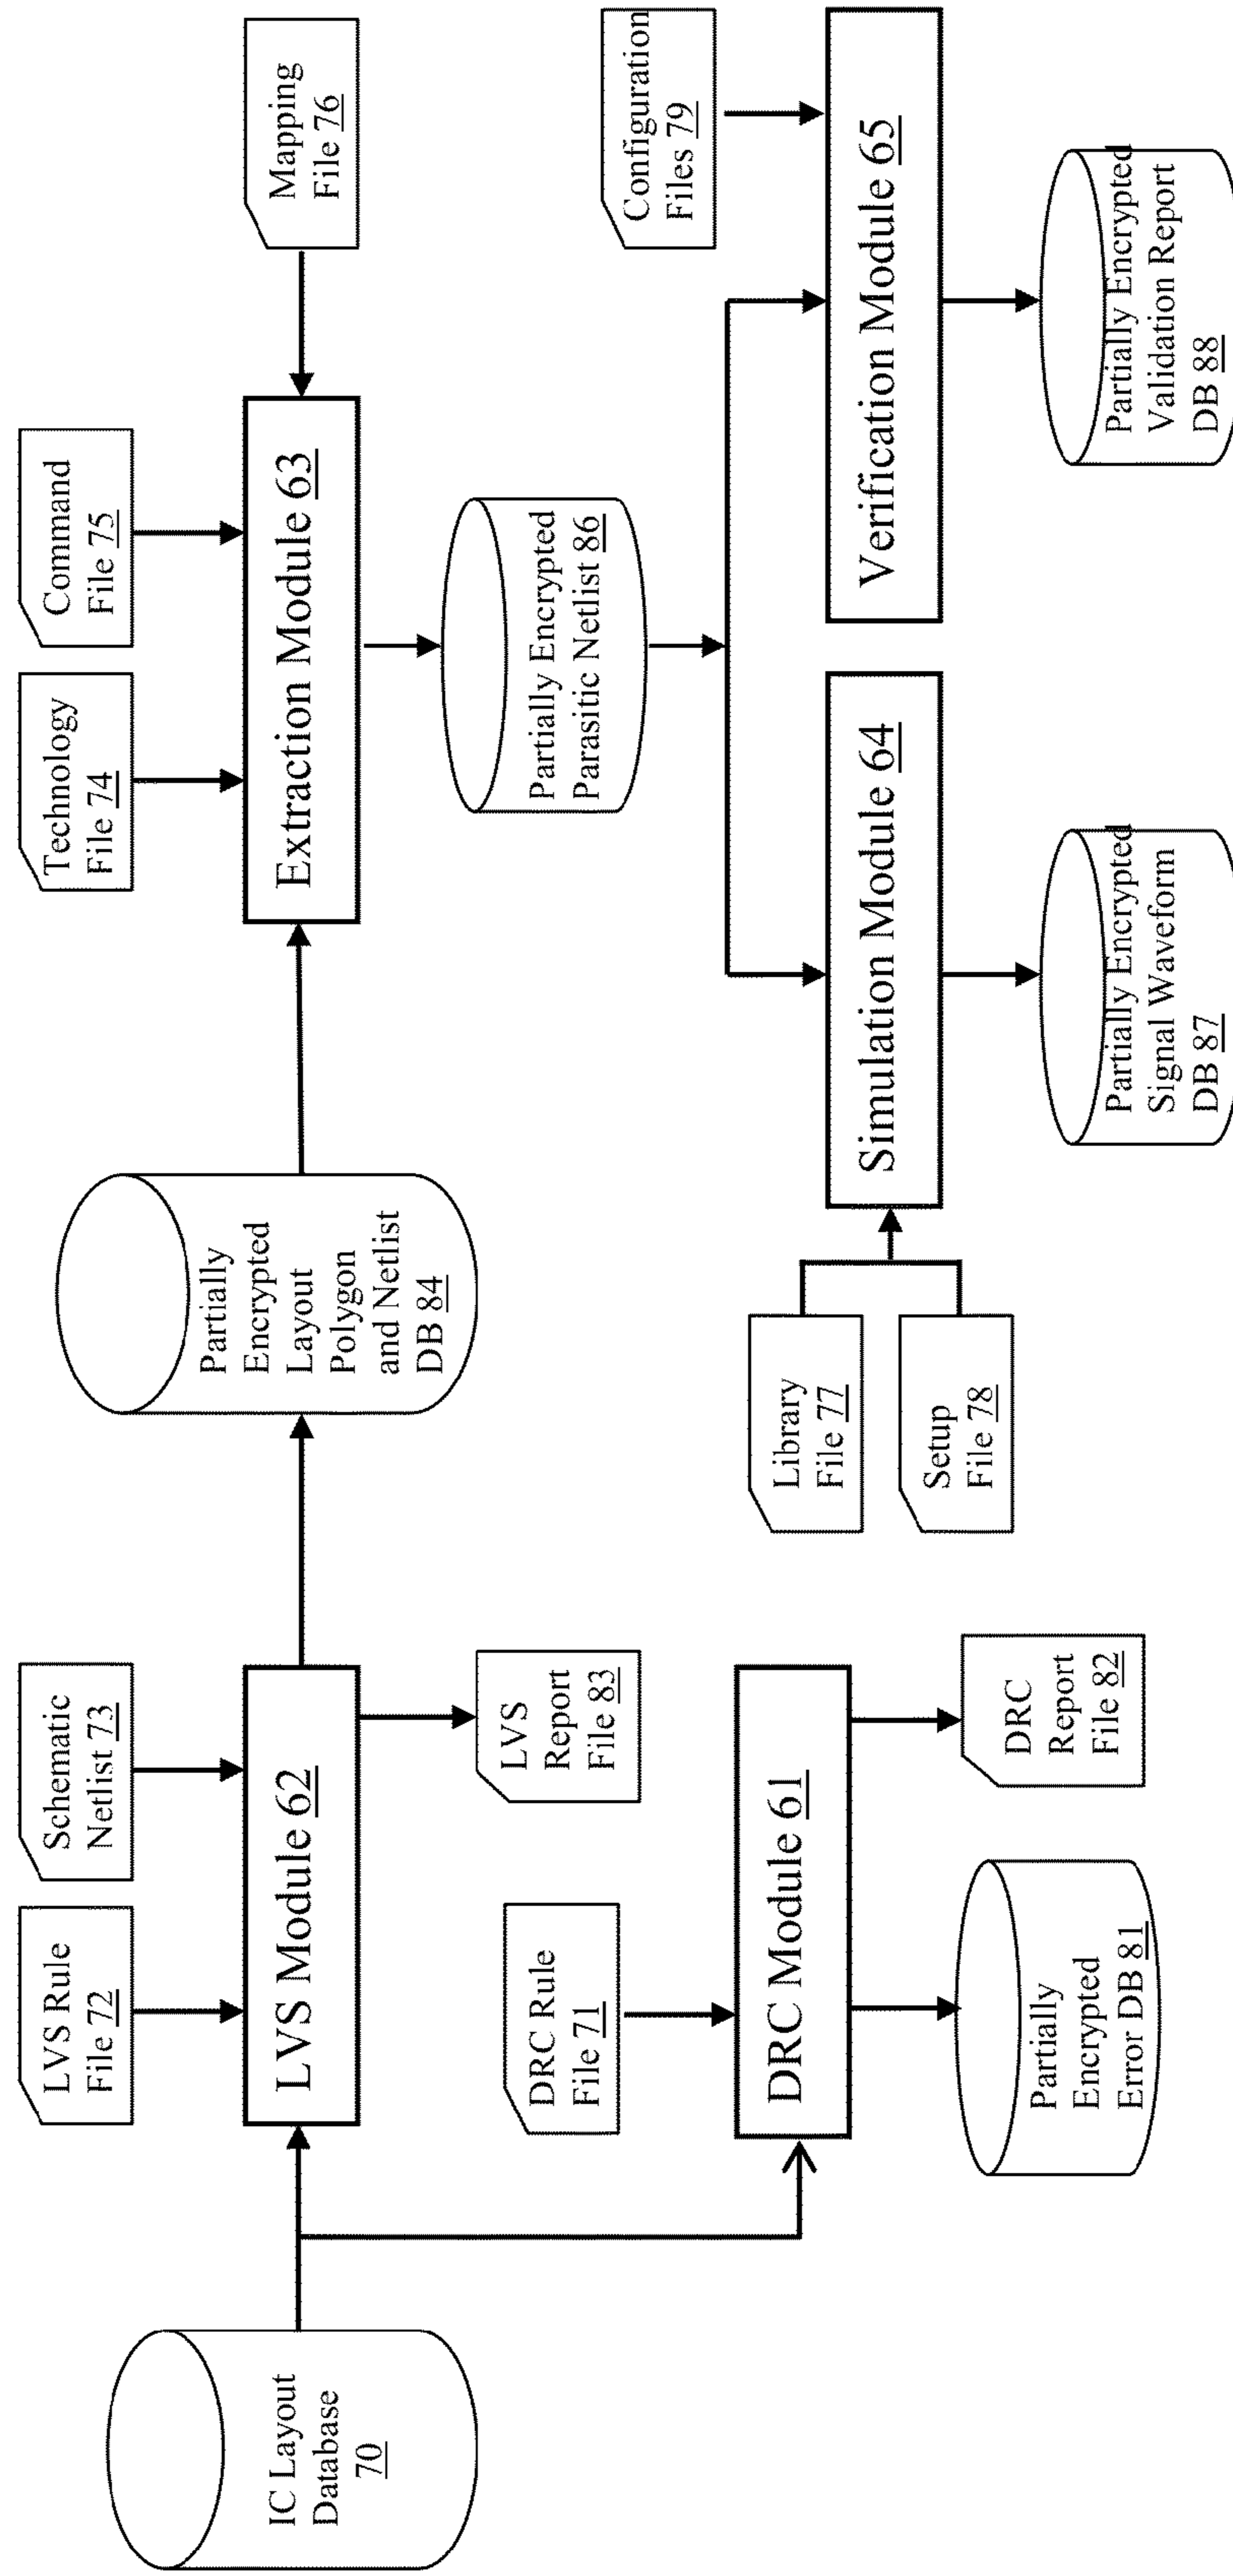 IC Layout
Database
70
LVS Rule
File 72
Schematic
Netlist 73
LVS Module 62
LVS
Report
File 83
DRC Rule
File 71
DRC Module 61
Partially
Encrypted
Error DB 81
DRC
Report
File 82
Partially
Encrypted
Layout
Polygon
and Netlist
DB 84
Technology
File 74
Command
File 75
Mapping
File 76
Extraction Module 63
Partially Encrypted
Parasitic Netlist 86
Library
File 77
Setup
File 78
Simulation Module 64
Partially Encrypted
Signal Waveform
DB 87
Configuration
Files 79
Verification Module 65
Partially Encrypted
Validation Report
DB 88